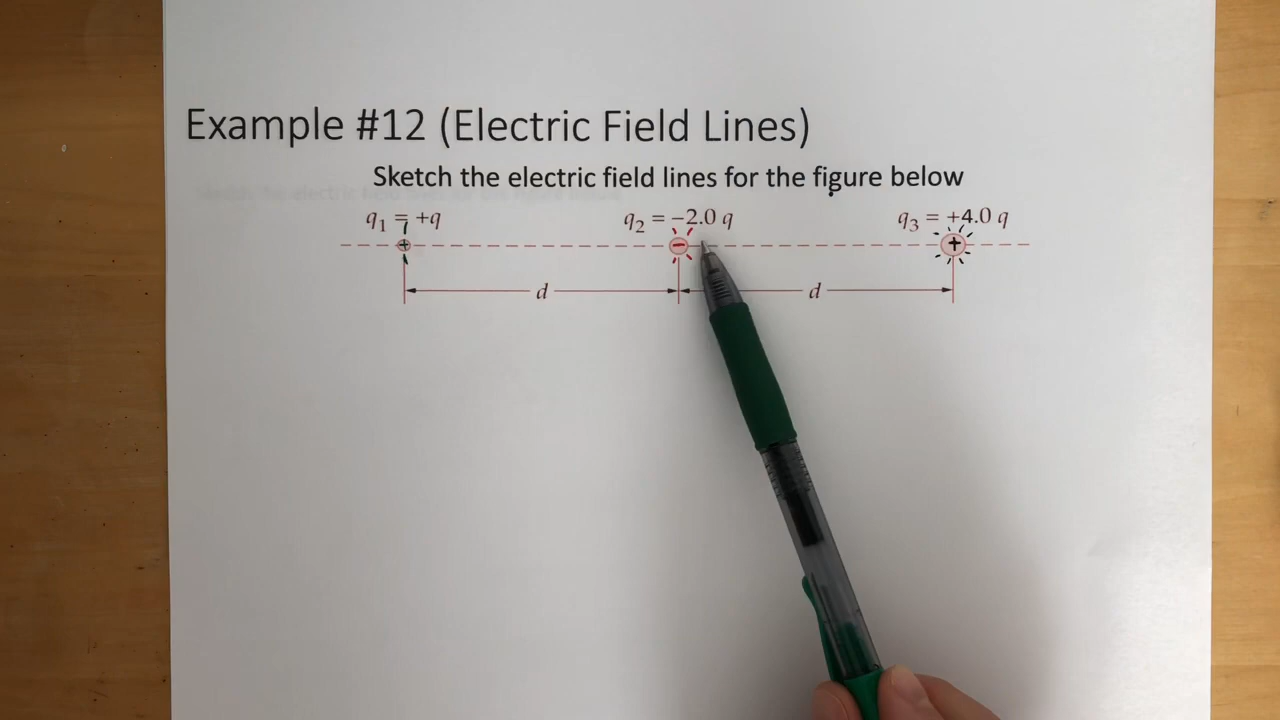 Example #12 (Electric Field Lines)
Sketch the electric field lines for the figure below
q₁ = +q q₂ = −2.0 q q₃ = +4.0 q
+ − +
d d